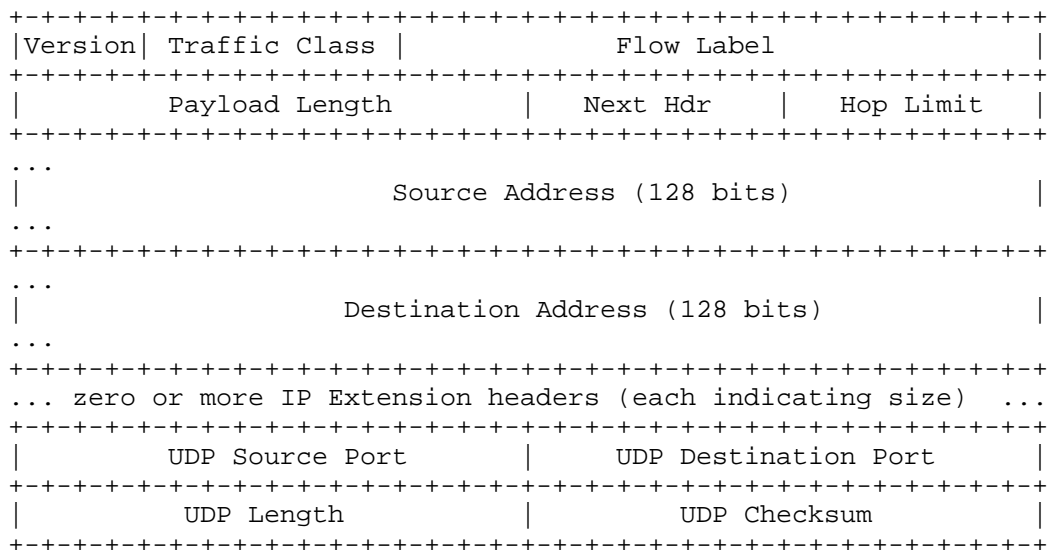 +-+-+-+-+-+-+-+-+-+-+-+-+-+-+-+-+-+-+-+-+-+-+-+-+-+-+-+-+-+-+-+-+
|Version| Traffic Class |             Flow Label                |
+-+-+-+-+-+-+-+-+-+-+-+-+-+-+-+-+-+-+-+-+-+-+-+-+-+-+-+-+-+-+-+-+
|         Payload Length        |   Next Hdr    |   Hop Limit   |
+-+-+-+-+-+-+-+-+-+-+-+-+-+-+-+-+-+-+-+-+-+-+-+-+-+-+-+-+-+-+-+-+
...
|                       Source Address (128 bits)               |
...
+-+-+-+-+-+-+-+-+-+-+-+-+-+-+-+-+-+-+-+-+-+-+-+-+-+-+-+-+-+-+-+-+
...
|                    Destination Address (128 bits)             |
...
+-+-+-+-+-+-+-+-+-+-+-+-+-+-+-+-+-+-+-+-+-+-+-+-+-+-+-+-+-+-+-+-+
... zero or more IP Extension headers (each indicating size)  ...
+-+-+-+-+-+-+-+-+-+-+-+-+-+-+-+-+-+-+-+-+-+-+-+-+-+-+-+-+-+-+-+-+
|         UDP Source Port       |     UDP Destination Port      |
+-+-+-+-+-+-+-+-+-+-+-+-+-+-+-+-+-+-+-+-+-+-+-+-+-+-+-+-+-+-+-+-+
|          UDP Length           |         UDP Checksum          |
+-+-+-+-+-+-+-+-+-+-+-+-+-+-+-+-+-+-+-+-+-+-+-+-+-+-+-+-+-+-+-+-+